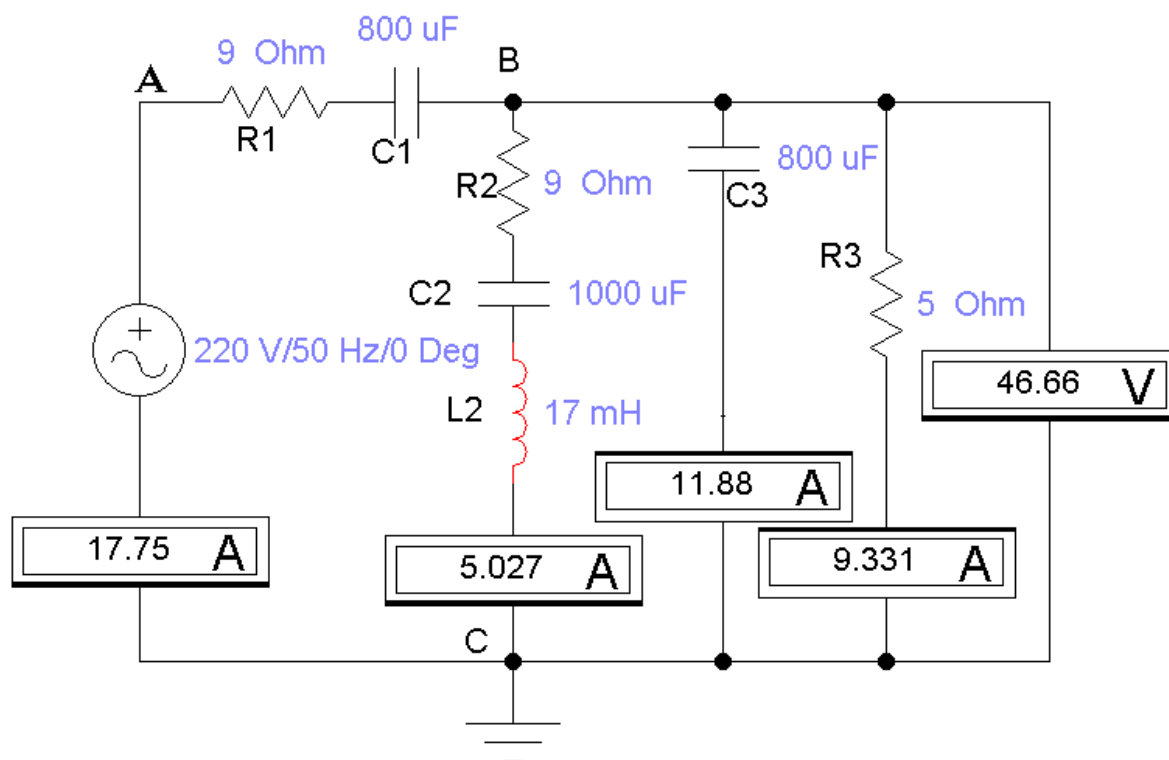 800 uF
9 Ohm
B
A
R1
C1
R2
9 Ohm
800 uF
C3
R3
C2
1000 uF
5 Ohm
220 V/50 Hz/0 Deg
46.66 V
L2
17 mH
11.88 A
17.75 A
5.027 A
9.331 A
C